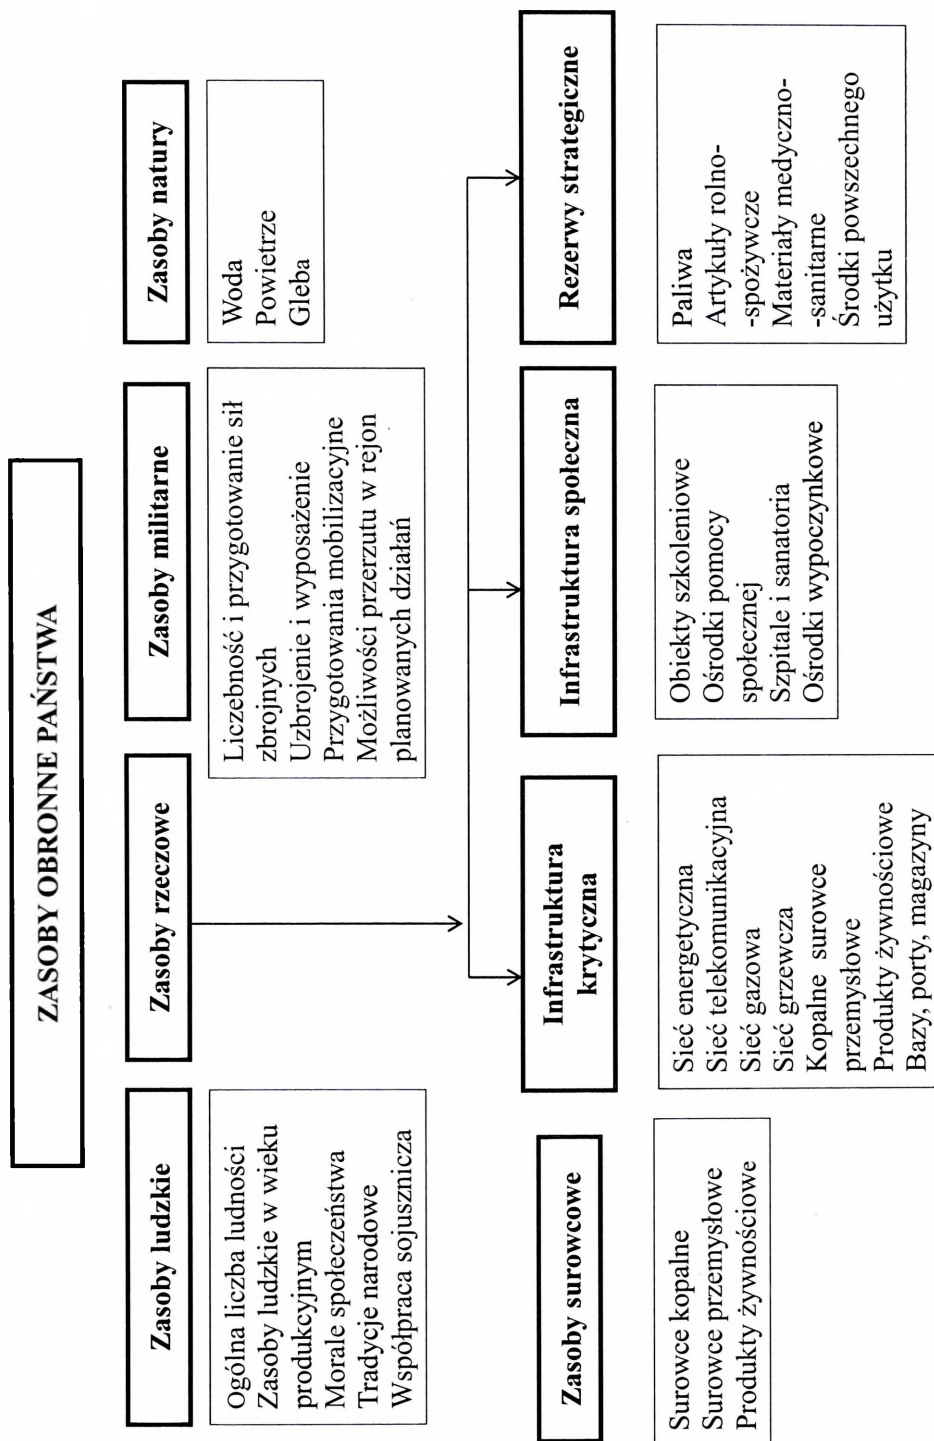 ZASOBY OBRONNE PAŃSTWA
Zasoby ludzkie
Ogólna liczba ludności
Zasoby ludzkie w wieku
produkcyjnym
Morale społeczeństwa
Tradycje narodowe
Współpraca sojusznicza
Zasoby rzeczowe
Zasoby militarne
Liczebność i przygotowanie sił
zbrojnych
Uzbrojenie i wyposażenie
Przygotowania mobilizacyjne
Możliwości przerzutu w rejon
planowanych działań
Zasoby natury
Woda
Powietrze
Gleba
Zasoby surowcowe
Surowce kopalne
Surowce przemysłowe
Produkty żywnościowe
Infrastruktura
krytyczna
Sieć energetyczna
Sieć telekomunikacyjna
Sieć gazowa
Sieć grzewcza
Kopalne surowce
przemysłowe
Produkty żywnościowe
Bazy, porty, magazyny
Infrastruktura społeczna
Obiekty szkoleniowe
Ośrodki pomocy
społecznej
Szpitale i sanatoria
Ośrodki wypoczynkowe
Rezerwy strategiczne
Paliwa
Artykuły rolno-
-spożywcze
Materiały medyczno-
-sanitarne
Środki powszechnego
użytku